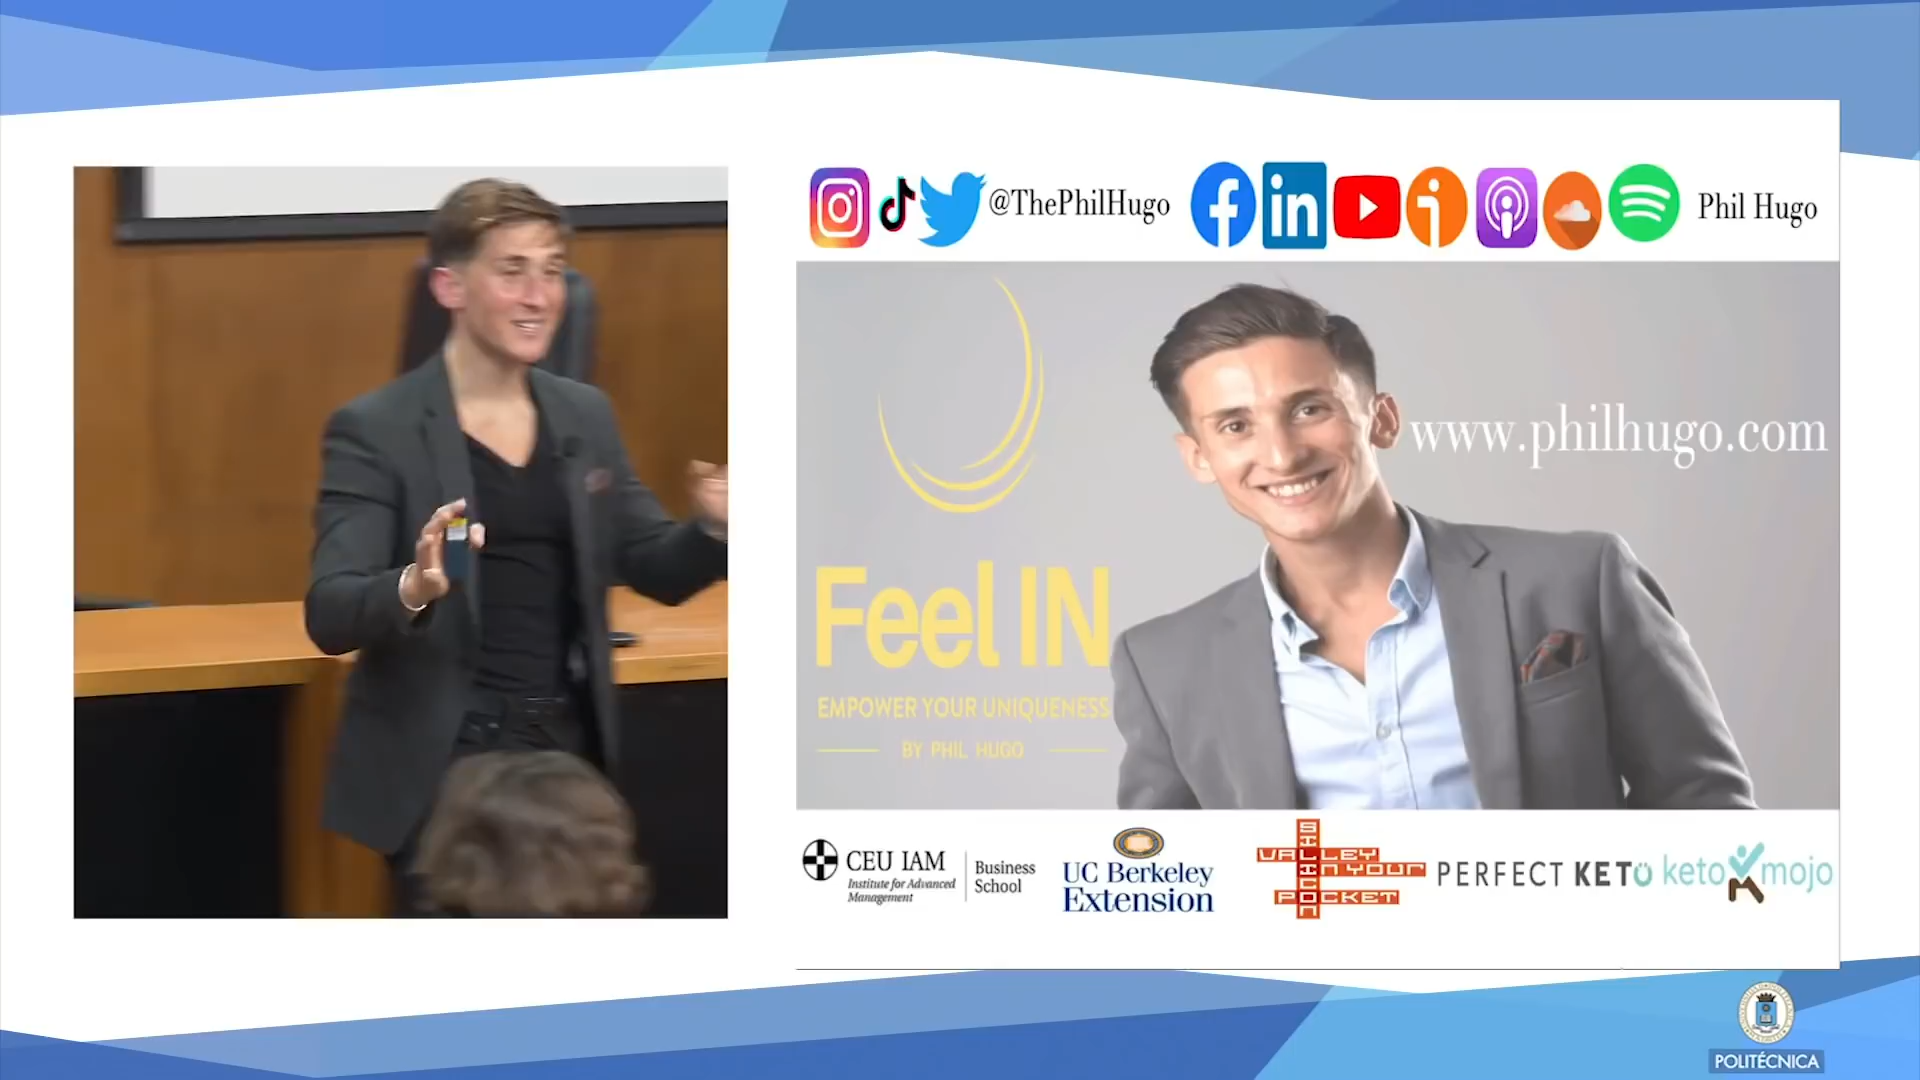 @ThePhilHugo
Phil Hugo
www.philhugo.com
Feel IN
EMPOWER YOUR UNIQUENESS
BY PHIL HUGO
CEU IAM
Institute for Advanced
Management
Business
School
UC Berkeley
Extension
SILICON
VALLEY
IN YOUR
POCKET
PERFECT KETO
keto mojo
POLITÉCNICA